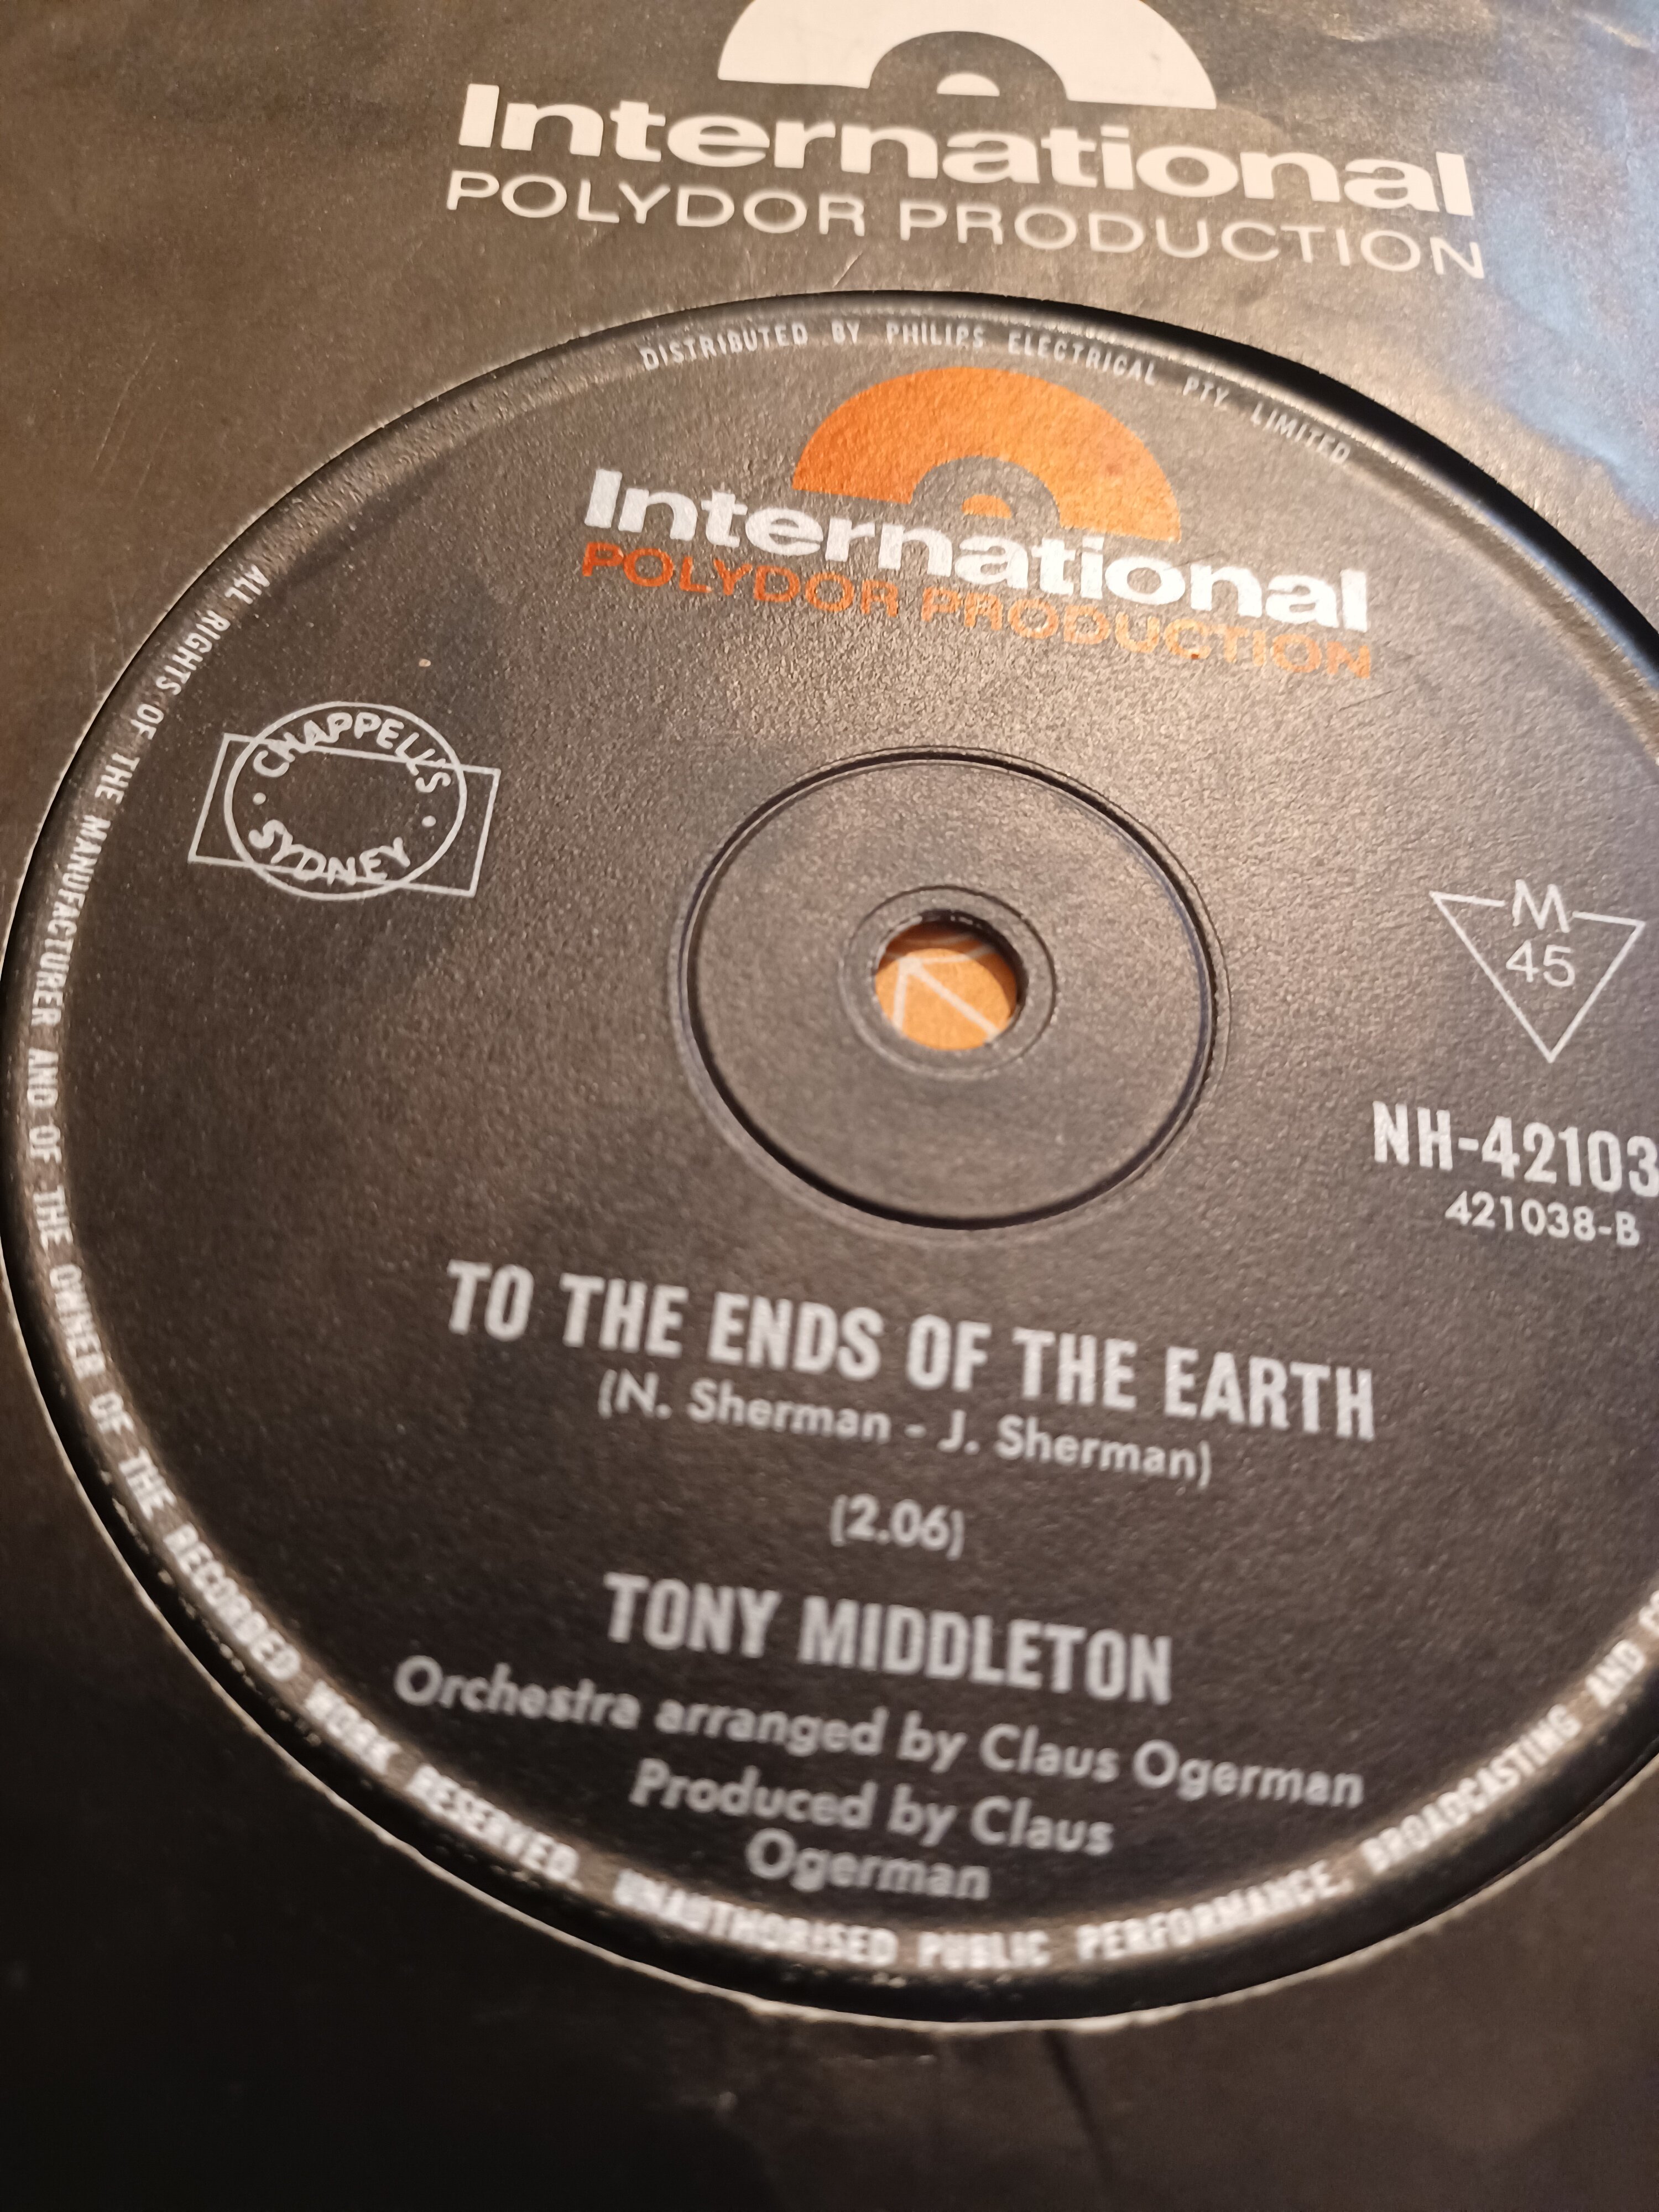 International
POLYDOR PRODUCTION
DISTRIBUTED BY PHILIPS ELECTRICAL PTY. LIMITED
International
POLYDOR PRODUCTION
CHAPPELL'S
SYDNEY
M
45
NH-42103
421038-B
TO THE ENDS OF THE EARTH
(N. Sherman - J. Sherman)
(2.06)
TONY MIDDLETON
Orchestra arranged by Claus Ogerman
Produced by Claus
Ogerman
ALL RIGHTS OF THE MANUFACTURER AND OF THE OWNER OF THE RECORDED WORK RESERVED. UNAUTHORISED PUBLIC PERFORMANCE, BROADCASTING AND